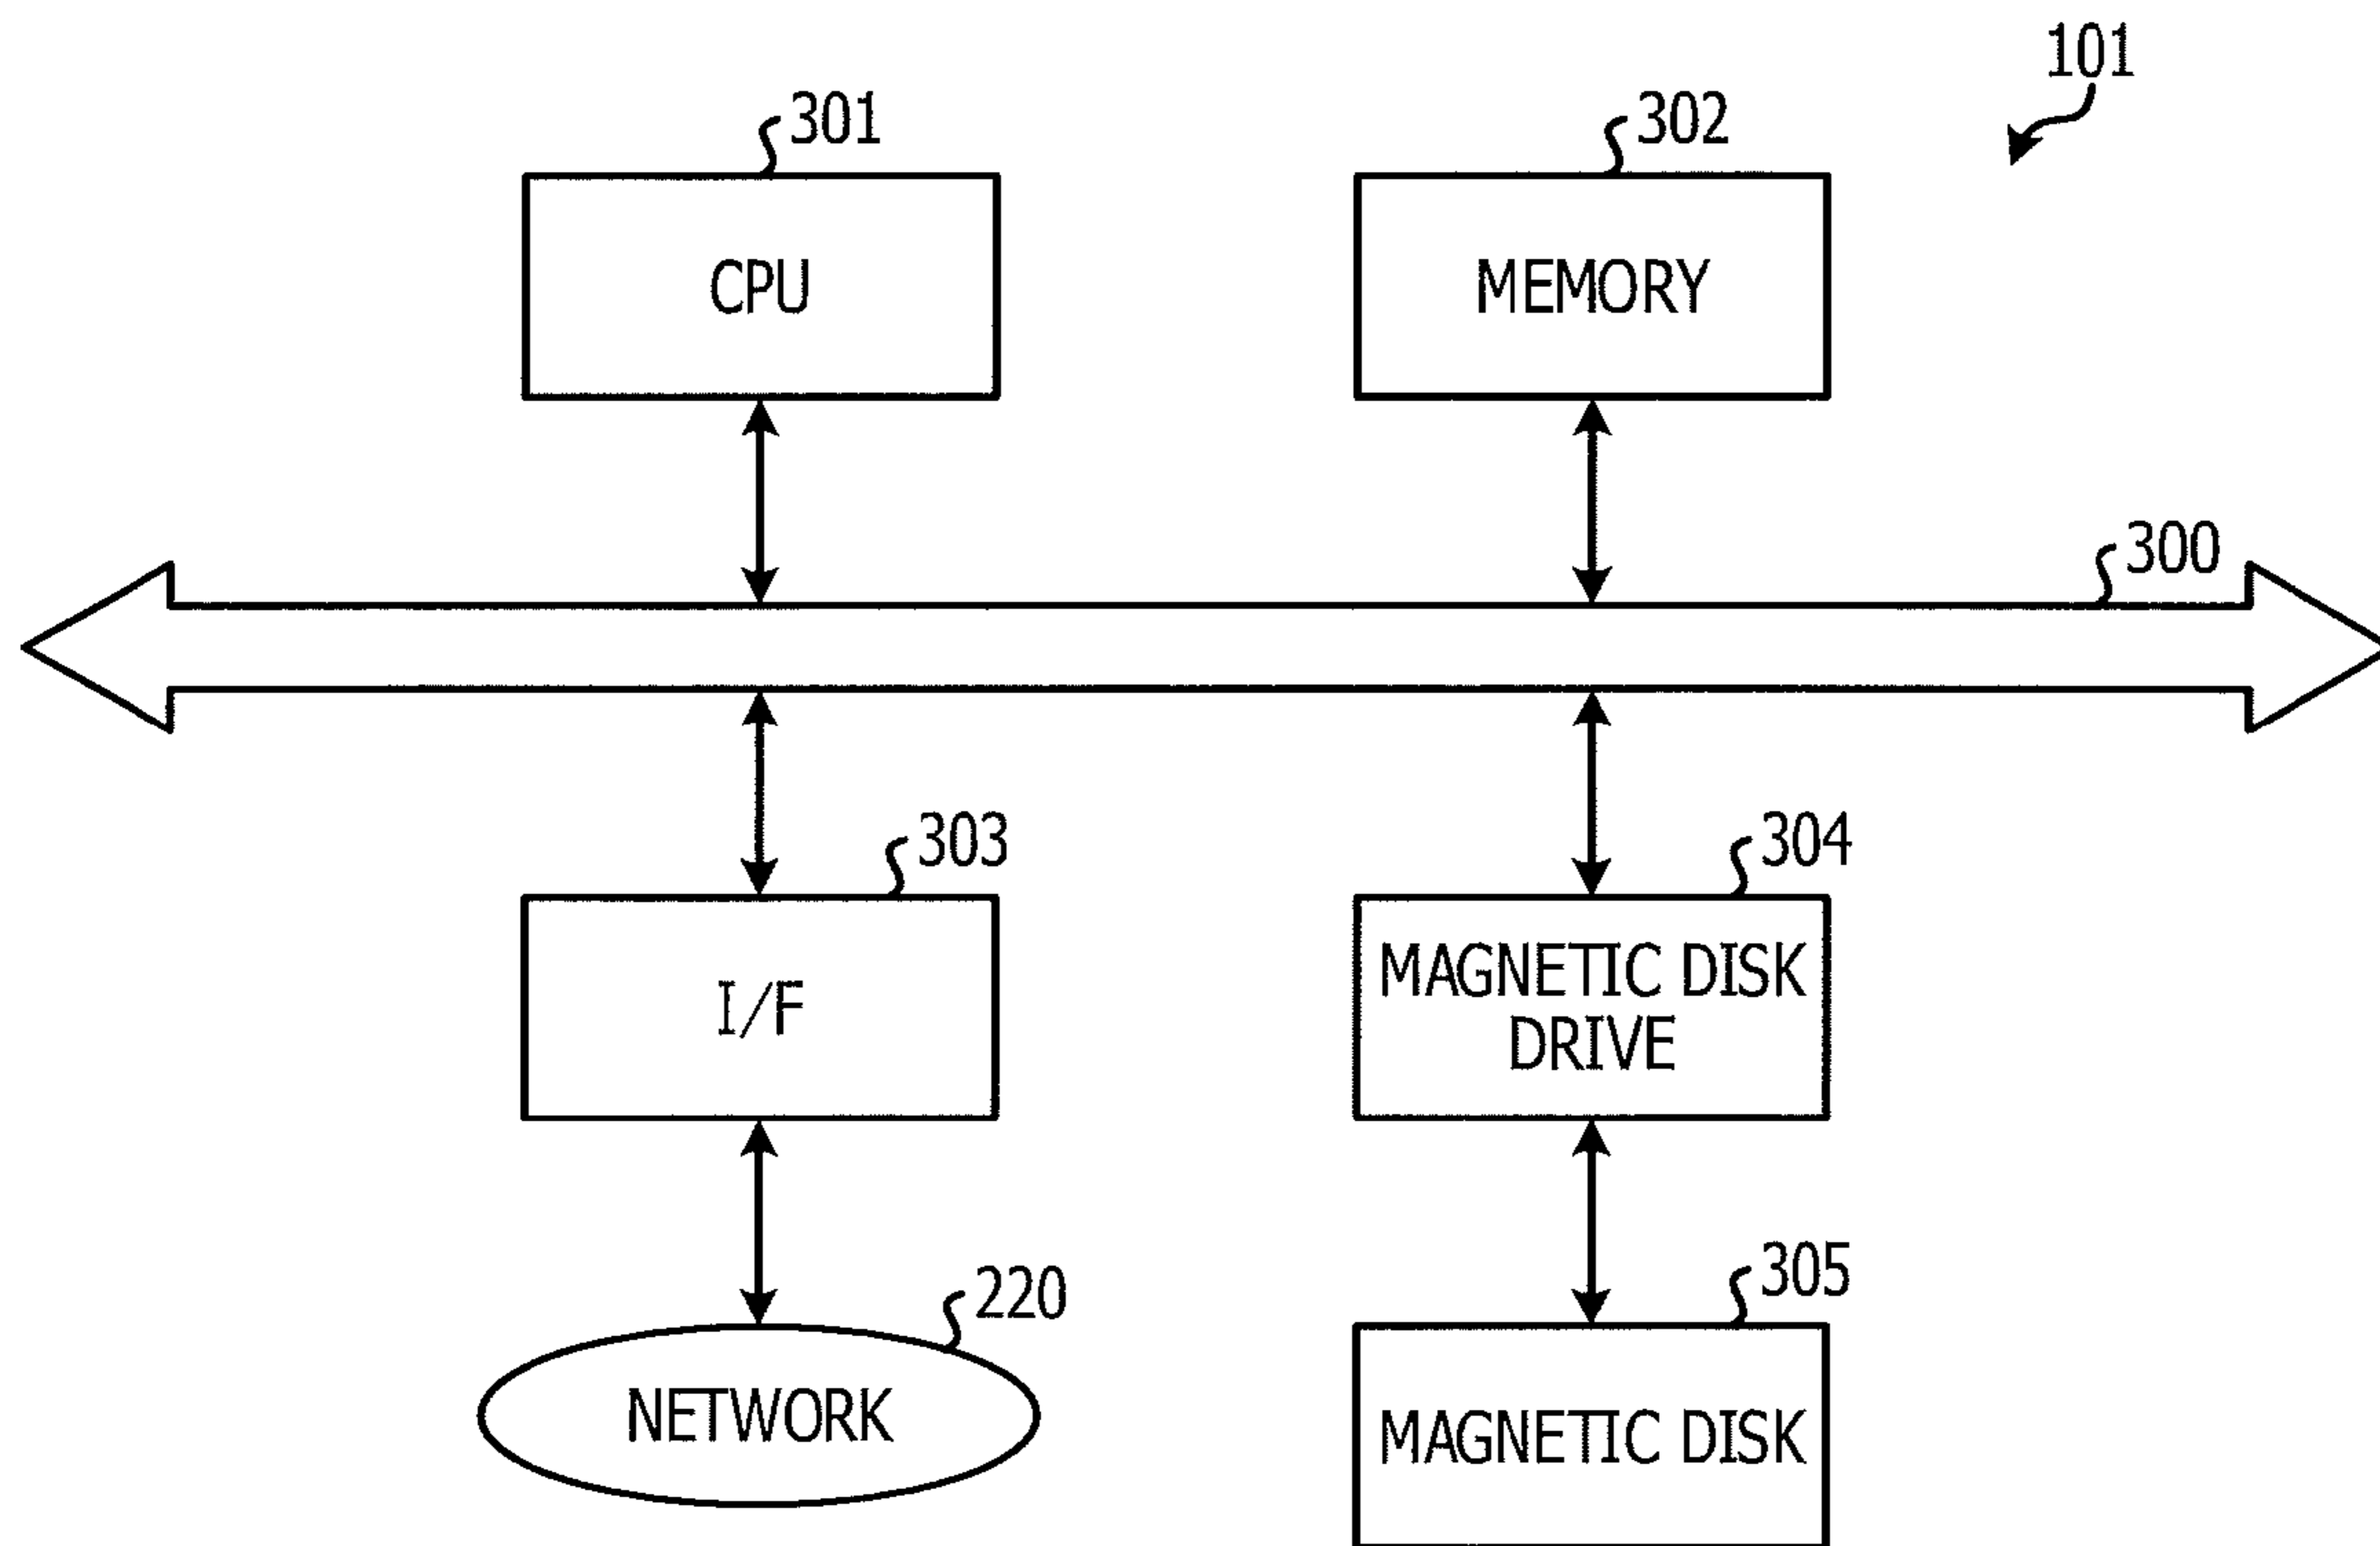 101
301
302
CPU
MEMORY
300
303
304
I/F
MAGNETIC DISK
DRIVE
220
305
NETWORK
MAGNETIC DISK